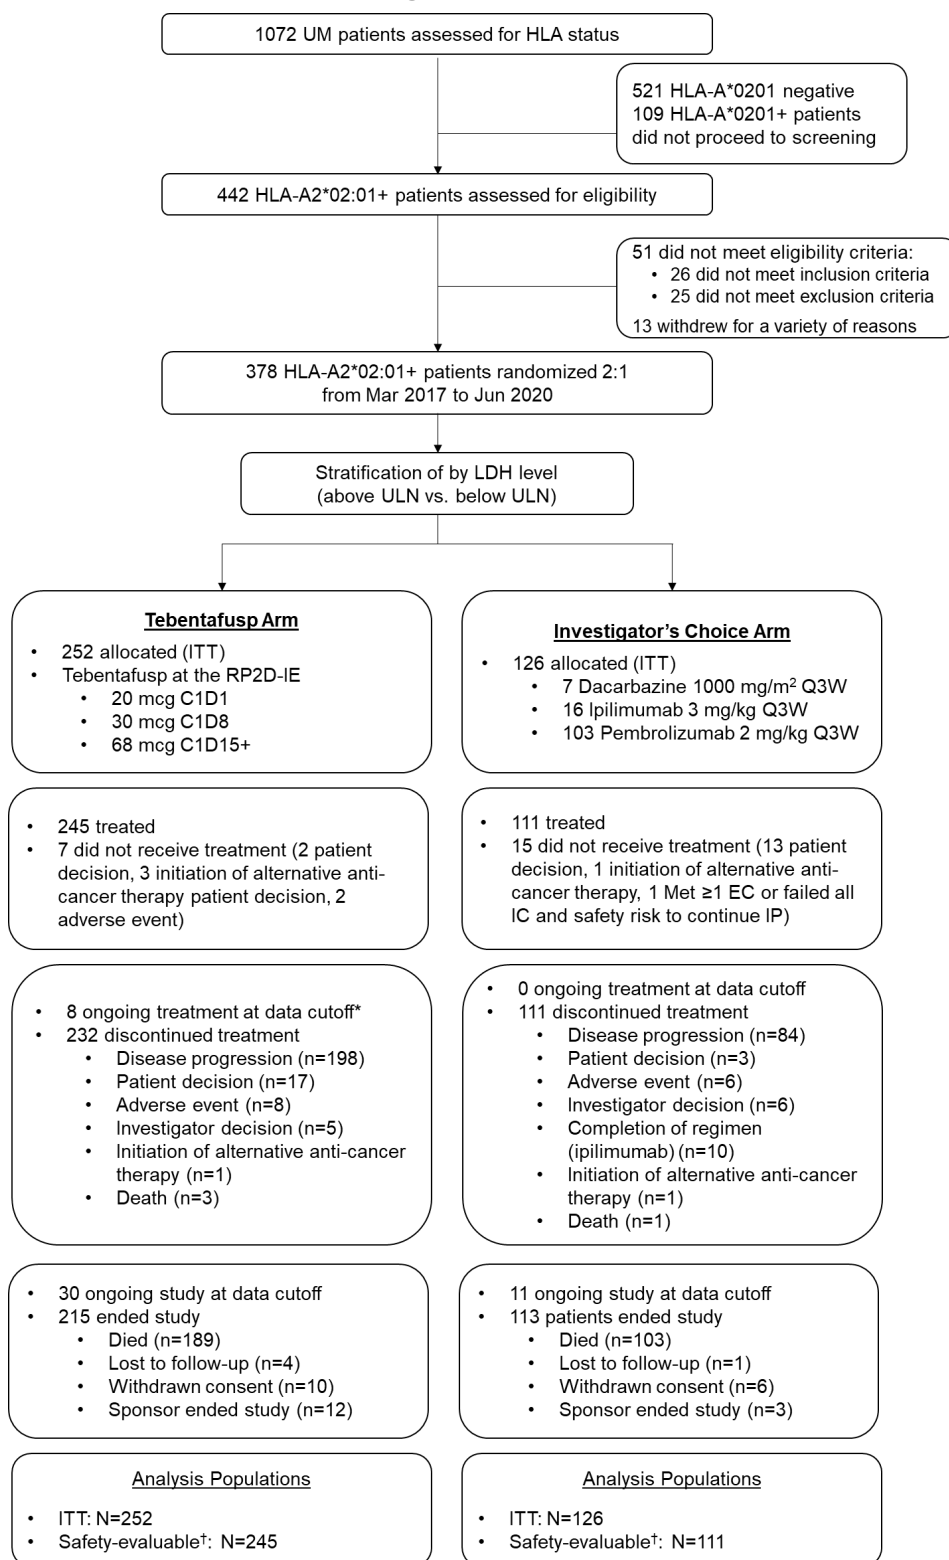 1072 UM patients assessed for HLA status
521 HLA-A*0201 negative
109 HLA-A*0201+ patients
did not proceed to screening
442 HLA-A2*02:01+ patients assessed for eligibility
51 did not meet eligibility criteria:
• 26 did not meet inclusion criteria
• 25 did not meet exclusion criteria
13 withdrew for a variety of reasons
378 HLA-A2*02:01+ patients randomized 2:1
from Mar 2017 to Jun 2020
Stratification of by LDH level
(above ULN vs. below ULN)
Tebentafusp Arm
• 252 allocated (ITT)
• Tebentafusp at the RP2D-IE
• 20 mcg C1D1
• 30 mcg C1D8
• 68 mcg C1D15+
Investigator's Choice Arm
• 126 allocated (ITT)
• 7 Dacarbazine 1000 mg/m² Q3W
• 16 Ipilimumab 3 mg/kg Q3W
• 103 Pembrolizumab 2 mg/kg Q3W
• 245 treated
• 7 did not receive treatment (2 patient
decision, 3 initiation of alternative anti-
cancer therapy patient decision, 2
adverse event)
• 111 treated
• 15 did not receive treatment (13 patient
decision, 1 initiation of alternative anti-
cancer therapy, 1 Met ≥1 EC or failed all
IC and safety risk to continue IP)
• 8 ongoing treatment at data cutoff*
• 232 discontinued treatment
• Disease progression (n=198)
• Patient decision (n=17)
• Adverse event (n=8)
• Investigator decision (n=5)
• Initiation of alternative anti-cancer
therapy (n=1)
• Death (n=3)
• 0 ongoing treatment at data cutoff
• 111 discontinued treatment
• Disease progression (n=84)
• Patient decision (n=3)
• Adverse event (n=6)
• Investigator decision (n=6)
• Completion of regimen
(ipilimumab) (n=10)
• Initiation of alternative anti-cancer
therapy (n=1)
• Death (n=1)
• 30 ongoing study at data cutoff
• 215 ended study
• Died (n=189)
• Lost to follow-up (n=4)
• Withdrawn consent (n=10)
• Sponsor ended study (n=12)
• 11 ongoing study at data cutoff
• 113 patients ended study
• Died (n=103)
• Lost to follow-up (n=1)
• Withdrawn consent (n=6)
• Sponsor ended study (n=3)
Analysis Populations
• ITT: N=252
• Safety-evaluable†: N=245
Analysis Populations
• ITT: N=126
• Safety-evaluable†: N=111